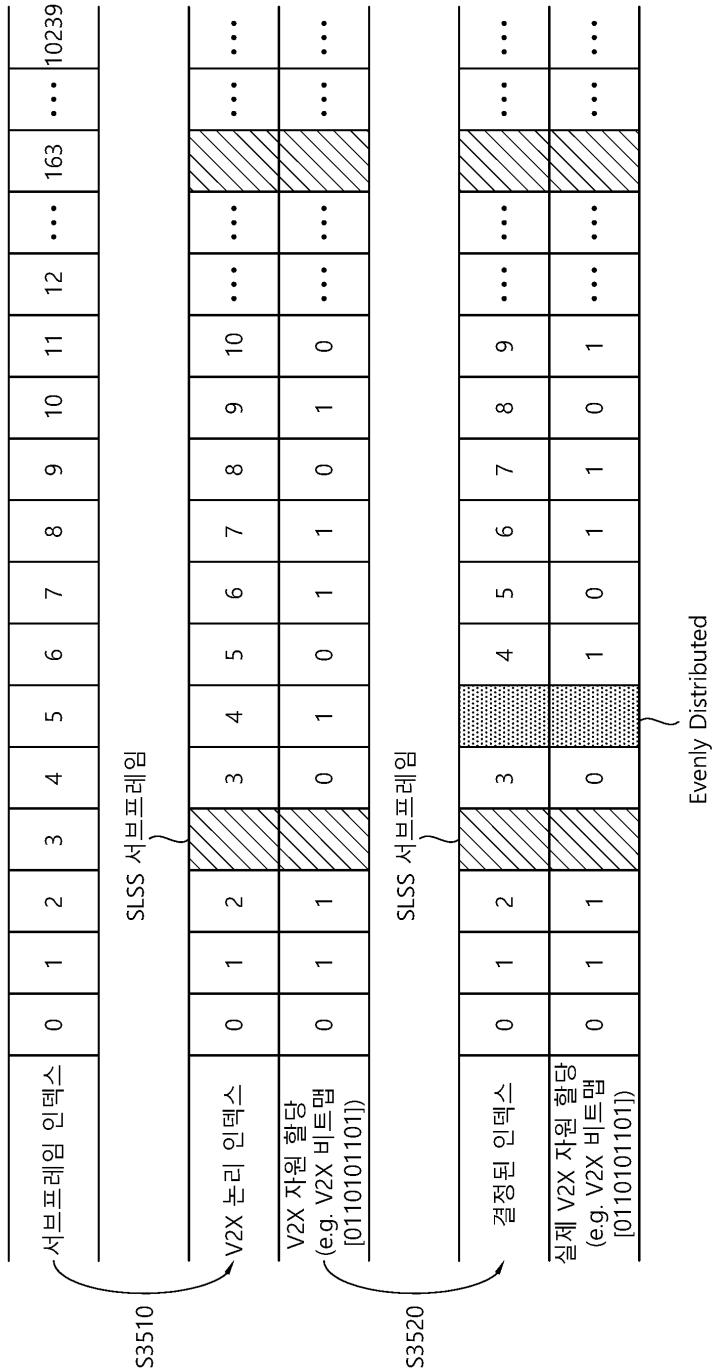 서브프레임 인덱스 0 1 2 3 4 5 6 7 8 9 10 11 12 ••• 163 ••• 10239
S3510
SLSS 서브프레임
V2X 논리 인덱스 0 1 2 3 4 5 6 7 8 9 10 ••• ••• ••• •••
V2X 자원 할당
(e.g. V2X 비트맵
[0110101101])
0 1 1 0 1 0 1 1 0 1 0 ••• ••• ••• •••
S3520
SLSS 서브프레임
결정된 인덱스 0 1 2 3 4 5 6 7 8 9 ••• ••• ••• •••
실제 V2X 자원 할당
(e.g. V2X 비트맵
[0110101101])
0 1 1 0 1 0 1 1 0 1 ••• ••• ••• •••
Evenly Distributed